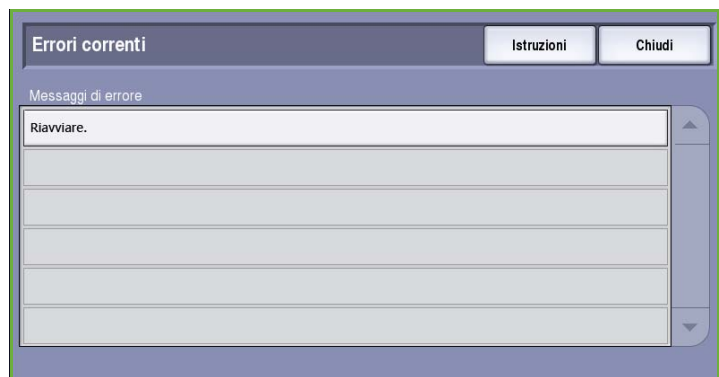 Errori correnti
Istruzioni
Chiudi
Messaggi di errore
Riavviare.